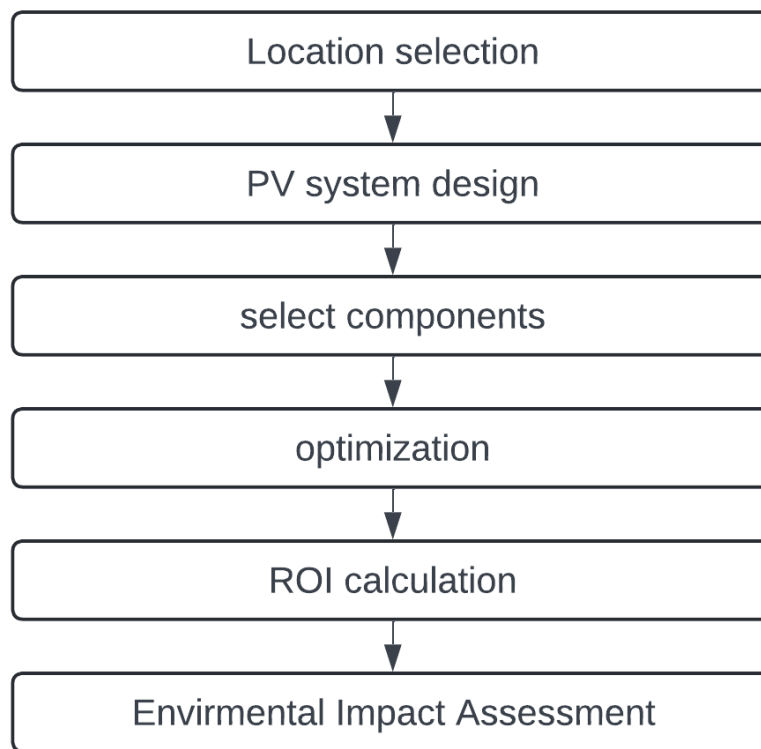 Location selection
PV system design
select components
optimization
ROI calculation
Envirmental Impact Assessment